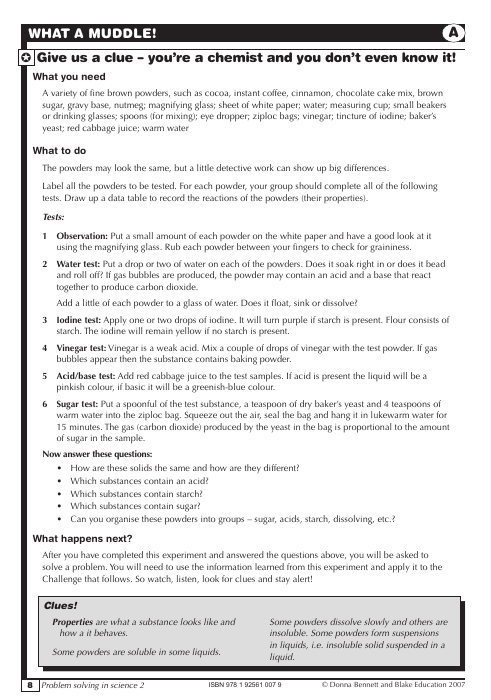 WHAT A MUDDLE!
A
Give us a clue – you're a chemist and you don't even know it!
What you need
A variety of fine brown powders, such as cocoa, instant coffee, cinnamon, chocolate cake mix, brown
sugar, gravy base, nutmeg; magnifying glass; sheet of white paper; water; measuring cup; small beakers
or drinking glasses; spoons (for mixing); eye dropper; ziploc bags; vinegar; tincture of iodine; baker's
yeast; red cabbage juice; warm water
What to do
The powders may look the same, but a little detective work can show up big differences.
Label all the powders to be tested. For each powder, your group should complete all of the following
tests. Draw up a data table to record the reactions of the powders (their properties).
Tests:
1 Observation: Put a small amount of each powder on the white paper and have a good look at it
using the magnifying glass. Rub each powder between your fingers to check for graininess.
2 Water test: Put a drop or two of water on each of the powders. Does it soak right in or does it bead
and roll off? If gas bubbles are produced, the powder may contain an acid and a base that react
together to produce carbon dioxide.
Add a little of each powder to a glass of water. Does it float, sink or dissolve?
3 Iodine test: Apply one or two drops of iodine. It will turn purple if starch is present. Flour consists of
starch. The iodine will remain yellow if no starch is present.
4 Vinegar test: Vinegar is a weak acid. Mix a couple of drops of vinegar with the test powder. If gas
bubbles appear then the substance contains baking powder.
5 Acid/base test: Add red cabbage juice to the test samples. If acid is present the liquid will be a
pinkish colour, if basic it will be a greenish-blue colour.
6 Sugar test: Put a spoonful of the test substance, a teaspoon of dry baker's yeast and 4 teaspoons of
warm water into the ziploc bag. Squeeze out the air, seal the bag and hang it in lukewarm water for
15 minutes. The gas (carbon dioxide) produced by the yeast in the bag is proportional to the amount
of sugar in the sample.
Now answer these questions:
• How are these solids the same and how are they different?
• Which substances contain an acid?
• Which substances contain starch?
• Which substances contain sugar?
• Can you organise these powders into groups – sugar, acids, starch, dissolving, etc.?
What happens next?
After you have completed this experiment and answered the questions above, you will be asked to
solve a problem. You will need to use the information learned from this experiment and apply it to the
Challenge that follows. So watch, listen, look for clues and stay alert!
Clues!
Properties are what a substance looks like and
how a it behaves.
Some powders are soluble in some liquids.
Some powders dissolve slowly and others are
insoluble. Some powders form suspensions
in liquids, i.e. insoluble solid suspended in a
liquid.
8 Problem solving in science 2
ISBN 978 1 92561 007 9
© Donna Bennett and Blake Education 2007